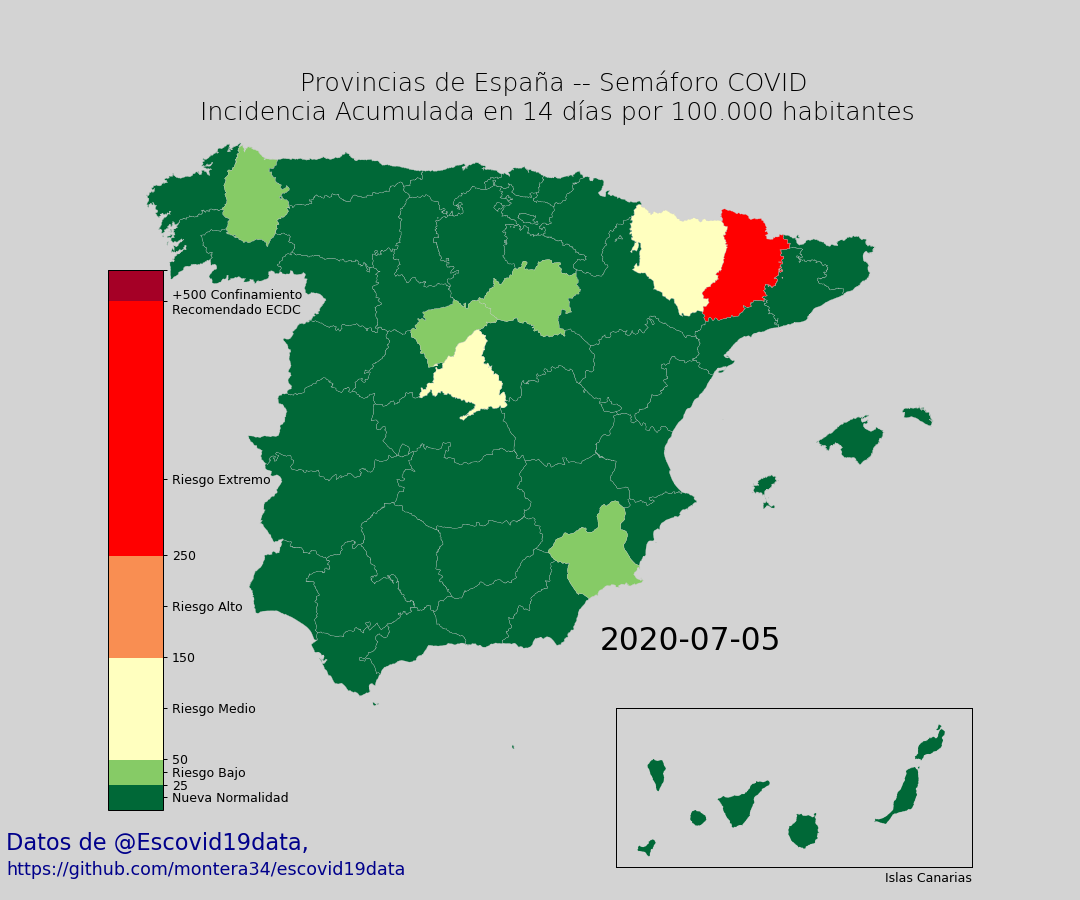 Provincias de España -- Semáforo COVID
Incidencia Acumulada en 14 días por 100.000 habitantes
+500 Confinamiento
Recomendado ECDC
Riesgo Extremo
250
Riesgo Alto
150
Riesgo Medio
50
Riesgo Bajo
25
Nueva Normalidad
2020-07-05
Islas Canarias
Datos de @Escovid19data,
https://github.com/montera34/escovid19data